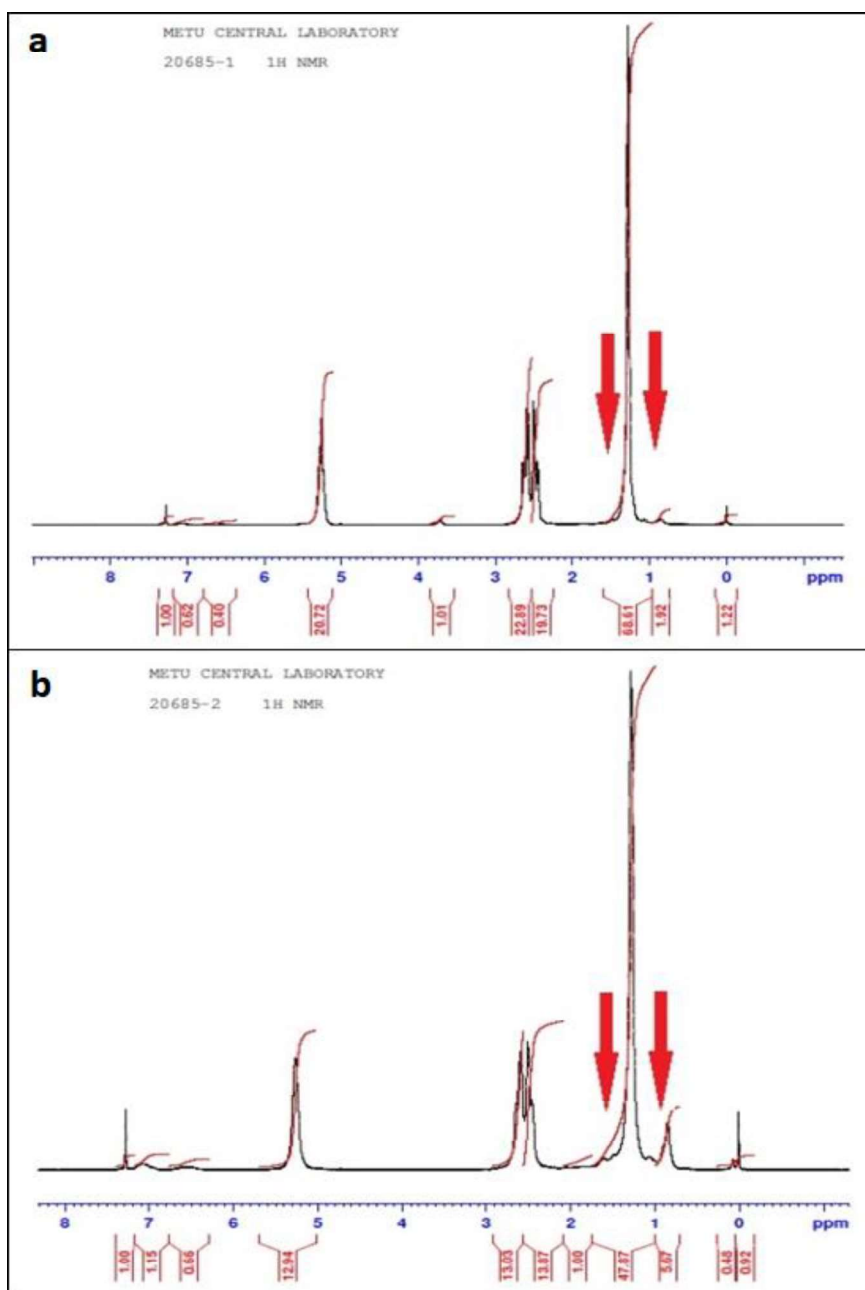 a
METU CENTRAL LABORATORY
20685-1 1H NMR
8 7 6 5 4 3 2 1 0 ppm
1.00 0.62 0.40 20.72 1.01 22.89 19.73 68.61 1.92 1.22
b
METU CENTRAL LABORATORY
20685-2 1H NMR
8 7 6 5 4 3 2 1 0 ppm
1.00 1.15 0.66 12.94 13.03 13.87 1.00 47.87 5.67 0.48 0.92